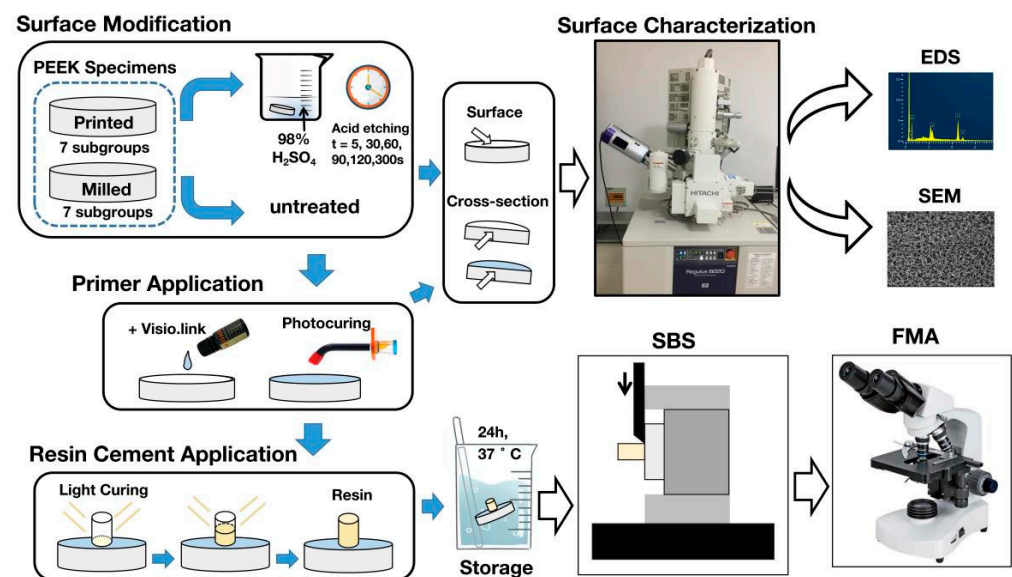 Surface Modification
PEEK Specimens
Printed
7 subgroups
Milled
7 subgroups
98%
H₂SO₄
Acid etching
t = 5, 30,60,
90,120,300s
untreated
Surface
Cross-section
Surface Characterization
HITACHI
Regulus 8220
EDS
SEM
Primer Application
+ Visio.link
Photocuring
Resin Cement Application
Light Curing
Resin
24h,
37 ° C
Storage
SBS
FMA